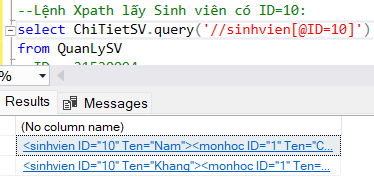 --Lệnh Xpath lấy Sinh viên có ID=10:
select ChiTietSV.query('//sinhvien[@ID=10]')
from QuanLySV
%
Results Messages
(No column name)
<sinhvien ID="10" Ten="Nam"><monhoc ID="1" Ten="C...
<sinhvien ID="10" Ten="Khang"><monhoc ID="1" Ten=...